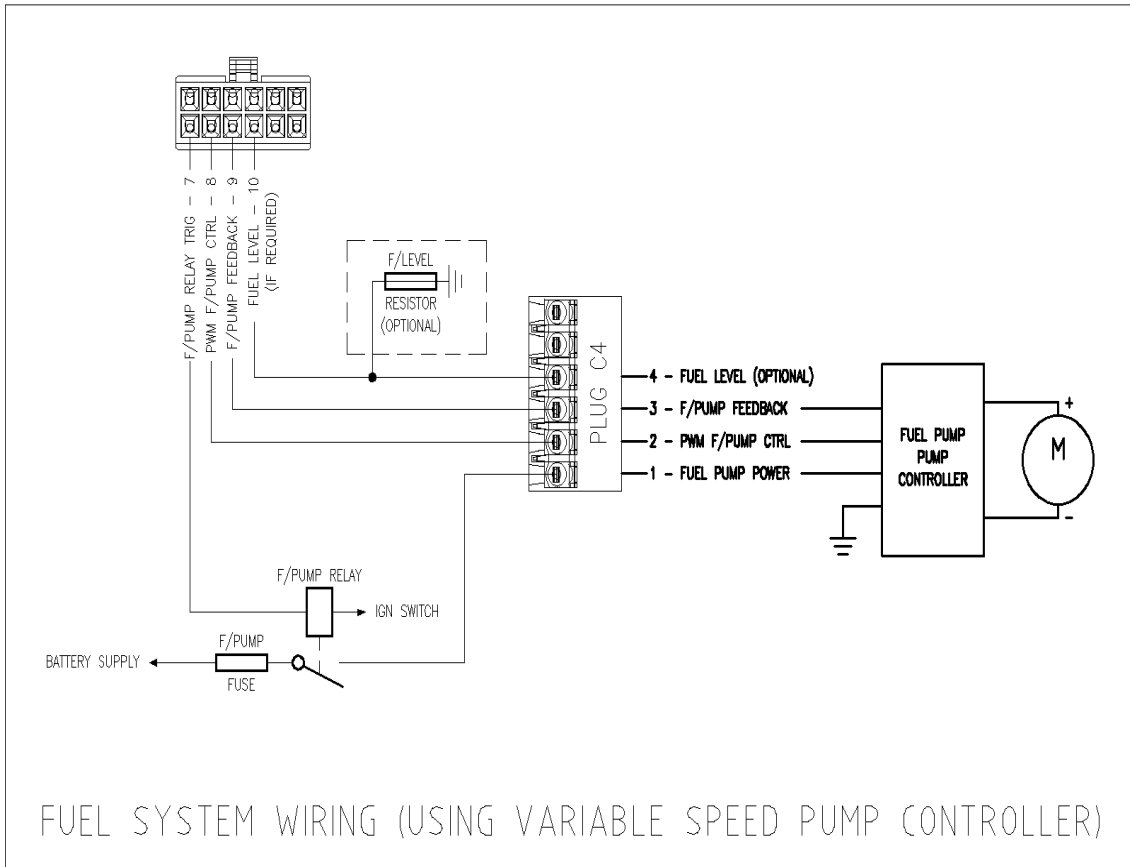 F/PUMP RELAY TRIG - 7
PWM F/PUMP CTRL - 8
F/PUMP FEEDBACK - 9
FUEL LEVEL - 10
(IF REQUIRED)
F/LEVEL
RESISTOR
(OPTIONAL)
PLUG C4
4 - FUEL LEVEL (OPTIONAL)
3 - F/PUMP FEEDBACK
2 - PWM F/PUMP CTRL
1 - FUEL PUMP POWER
FUEL PUMP
PUMP
CONTROLLER
+
M
-
F/PUMP RELAY
IGN SWITCH
F/PUMP
BATTERY SUPPLY
FUSE
FUEL SYSTEM WIRING (USING VARIABLE SPEED PUMP CONTROLLER)